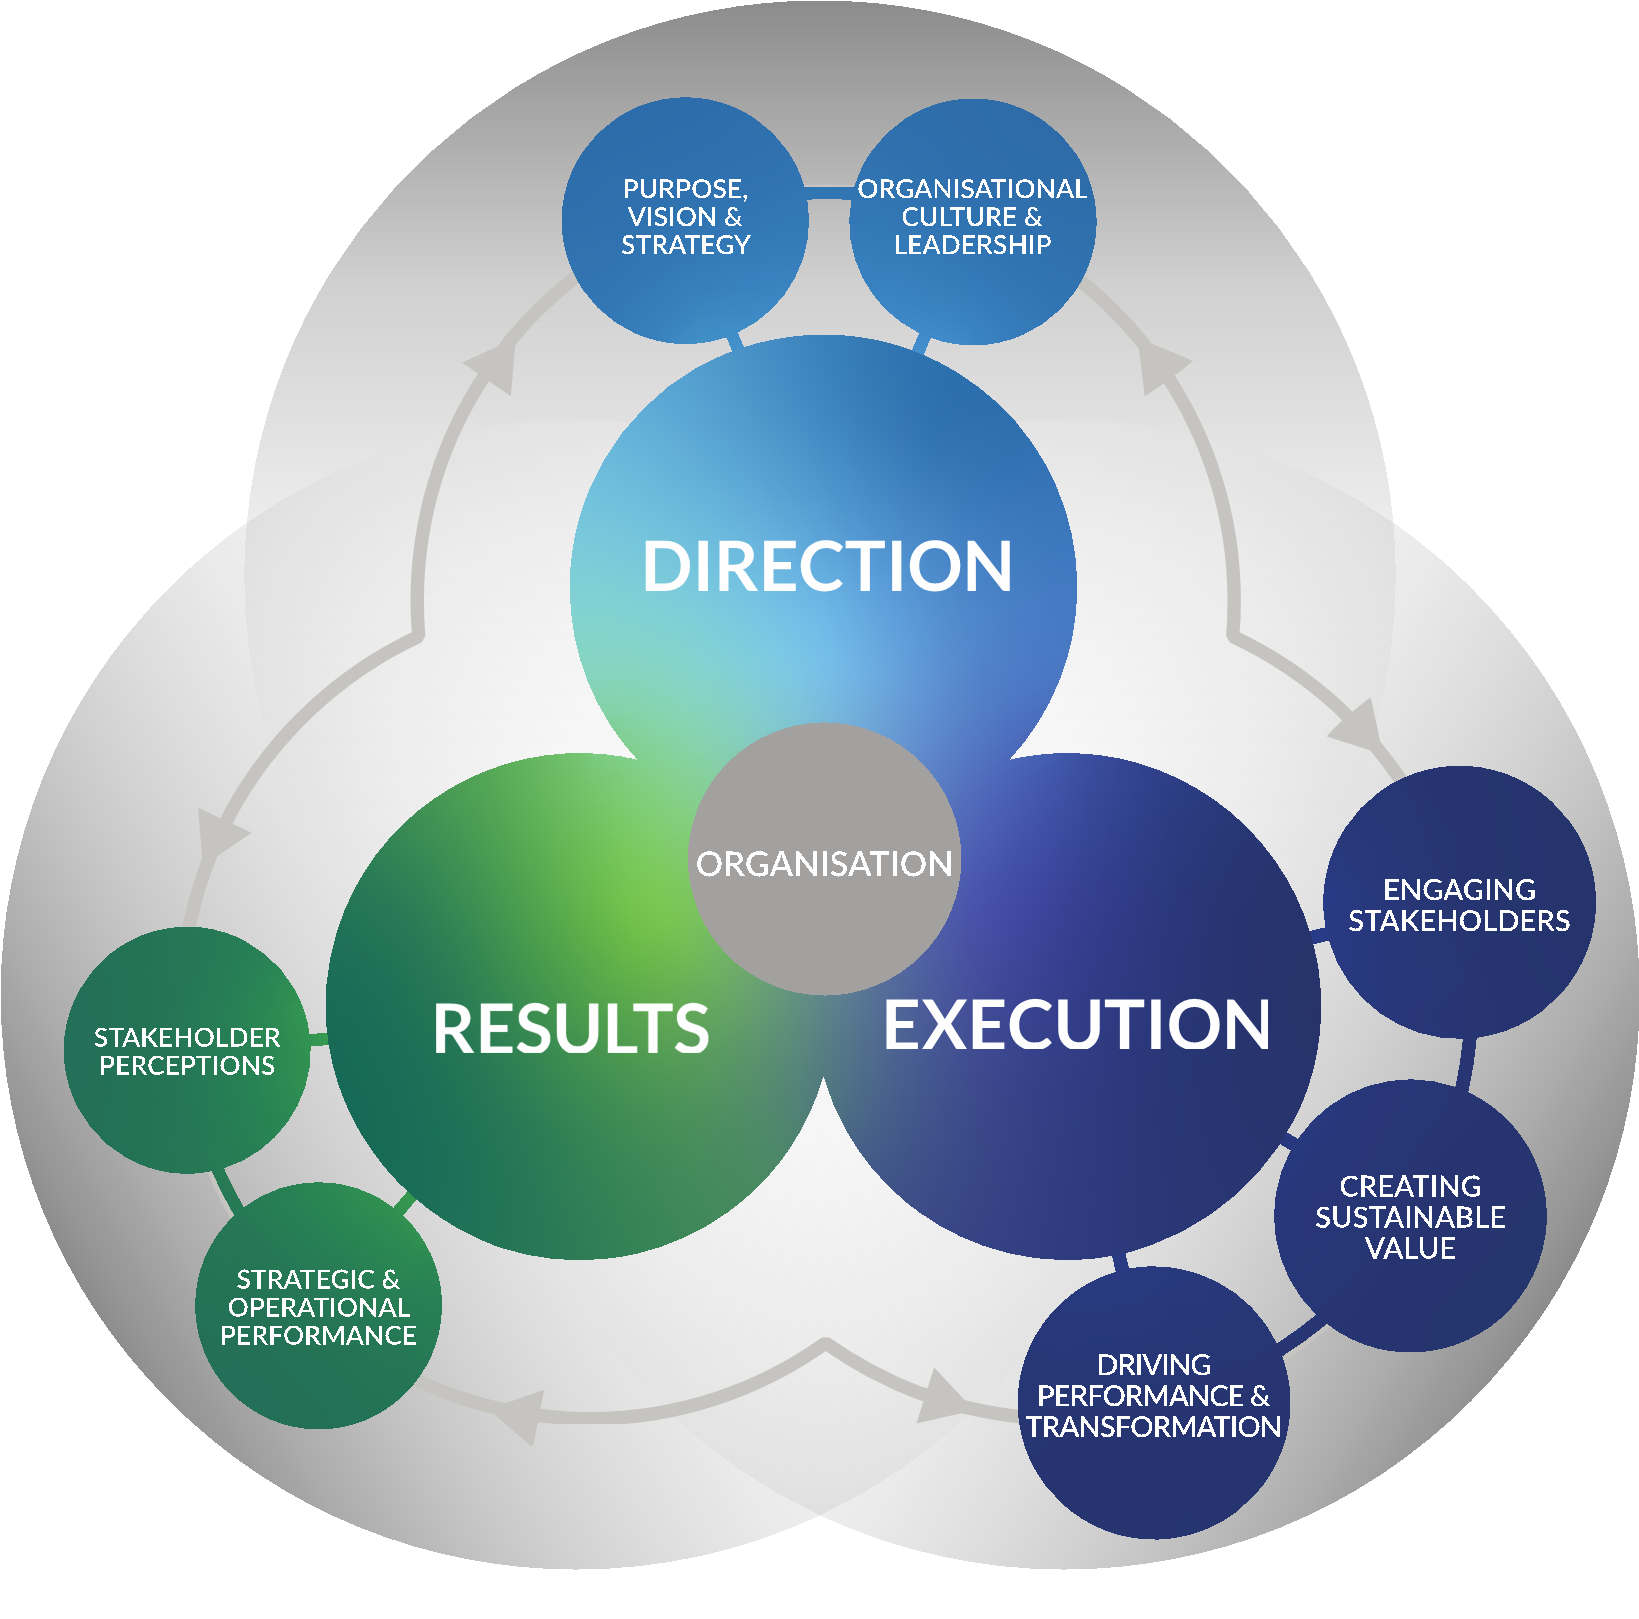 PURPOSE,
VISION &
STRATEGY
ORGANISATIONAL
CULTURE &
LEADERSHIP
DIRECTION
ORGANISATION
RESULTS
EXECUTION
ENGAGING
STAKEHOLDERS
CREATING
SUSTAINABLE
VALUE
DRIVING
PERFORMANCE &
TRANSFORMATION
STAKEHOLDER
PERCEPTIONS
STRATEGIC &
OPERATIONAL
PERFORMANCE